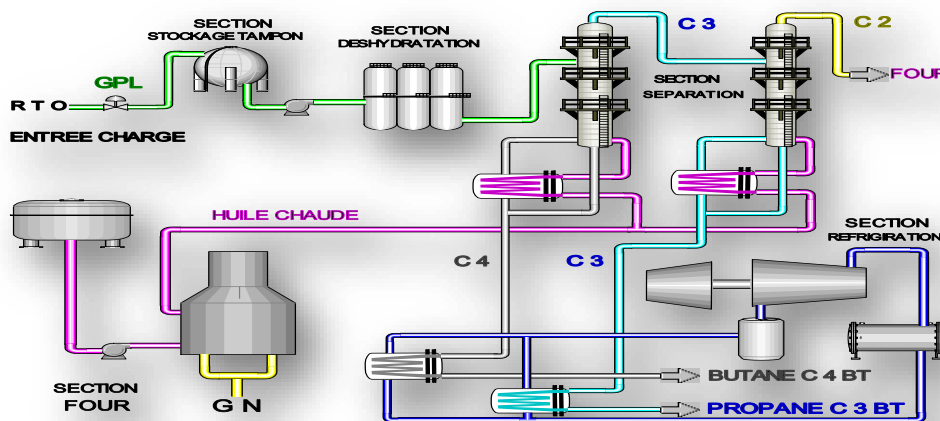 SECTION
STOCKAGE TAMPON
SECTION
DESHYDRATATION
C 3
C 2
GPL
R T O
ENTREE CHARGE
SECTION
SEPARATION
FOUR
HUILE CHAUDE
SECTION
REFRIGIRATION
C 4
C 3
SECTION
FOUR
G N
BUTANE C 4 BT
PROPANE C 3 BT